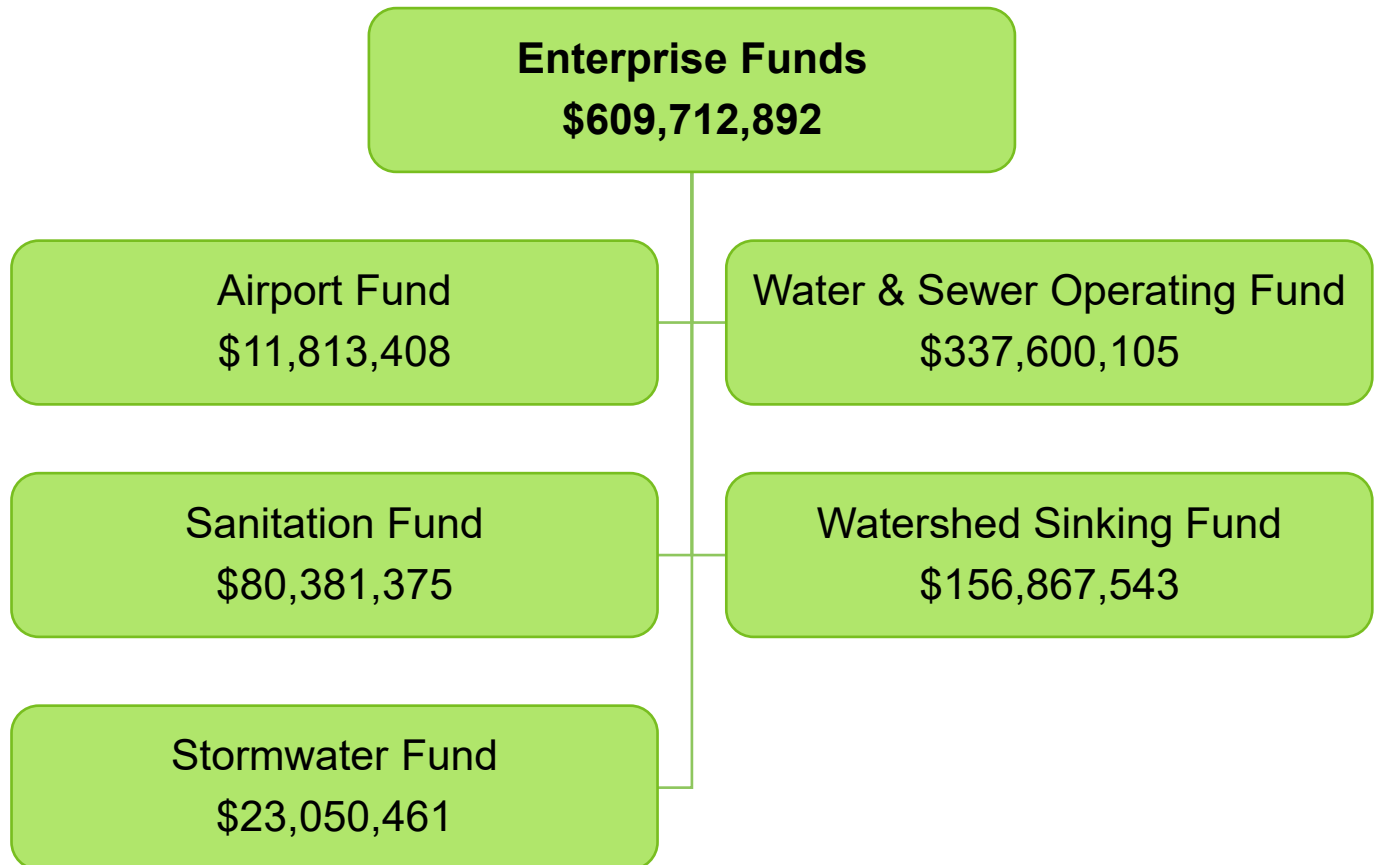 Enterprise Funds
$609,712,892
Airport Fund
$11,813,408
Water & Sewer Operating Fund
$337,600,105
Sanitation Fund
$80,381,375
Watershed Sinking Fund
$156,867,543
Stormwater Fund
$23,050,461